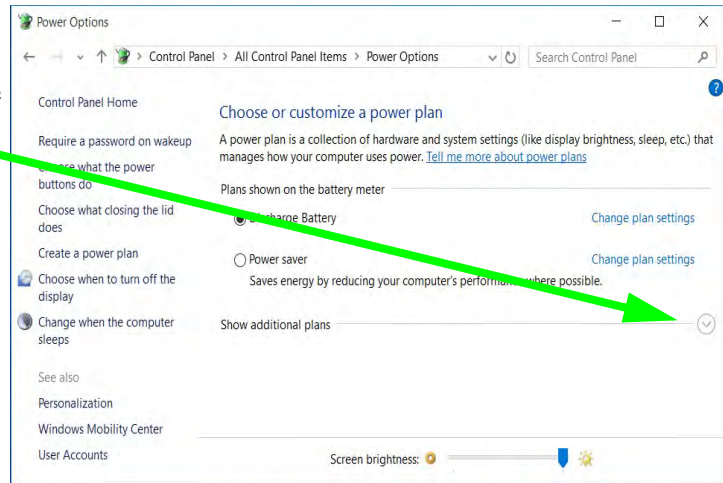 Power Options
Control Panel > All Control Panel Items > Power Options
Search Control Panel
Control Panel Home
Require a password on wakeup
Choose what the power
buttons do
Choose what closing the lid
does
Create a power plan
Choose when to turn off the
display
Change when the computer
sleeps
See also
Personalization
Windows Mobility Center
User Accounts
Choose or customize a power plan
A power plan is a collection of hardware and system settings (like display brightness, sleep, etc.) that
manages how your computer uses power. Tell me more about power plans
Plans shown on the battery meter
Discharge Battery Change plan settings
Power saver Change plan settings
Saves energy by reducing your computer's performance where possible.
Show additional plans
Screen brightness: